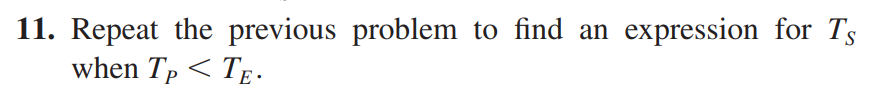 11. Repeat the previous problem to find an expression for T_S
when T_P < T_E.